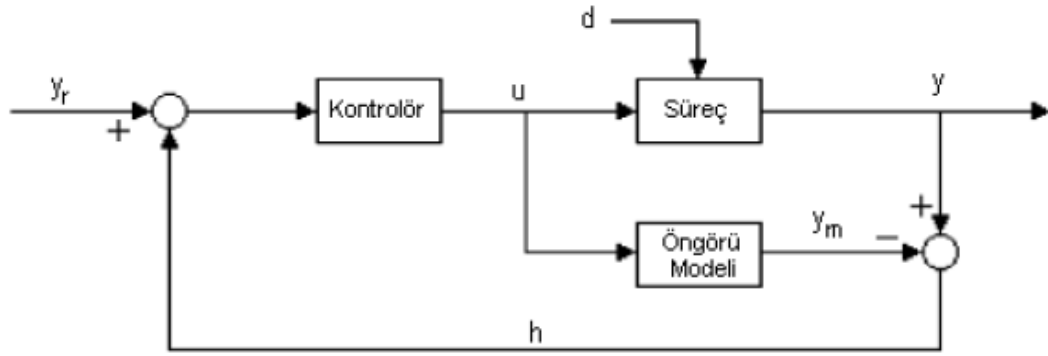 d
yr
+
Kontrolör
u
Süreç
y
+
Öngörü
Modeli
ym
−
h